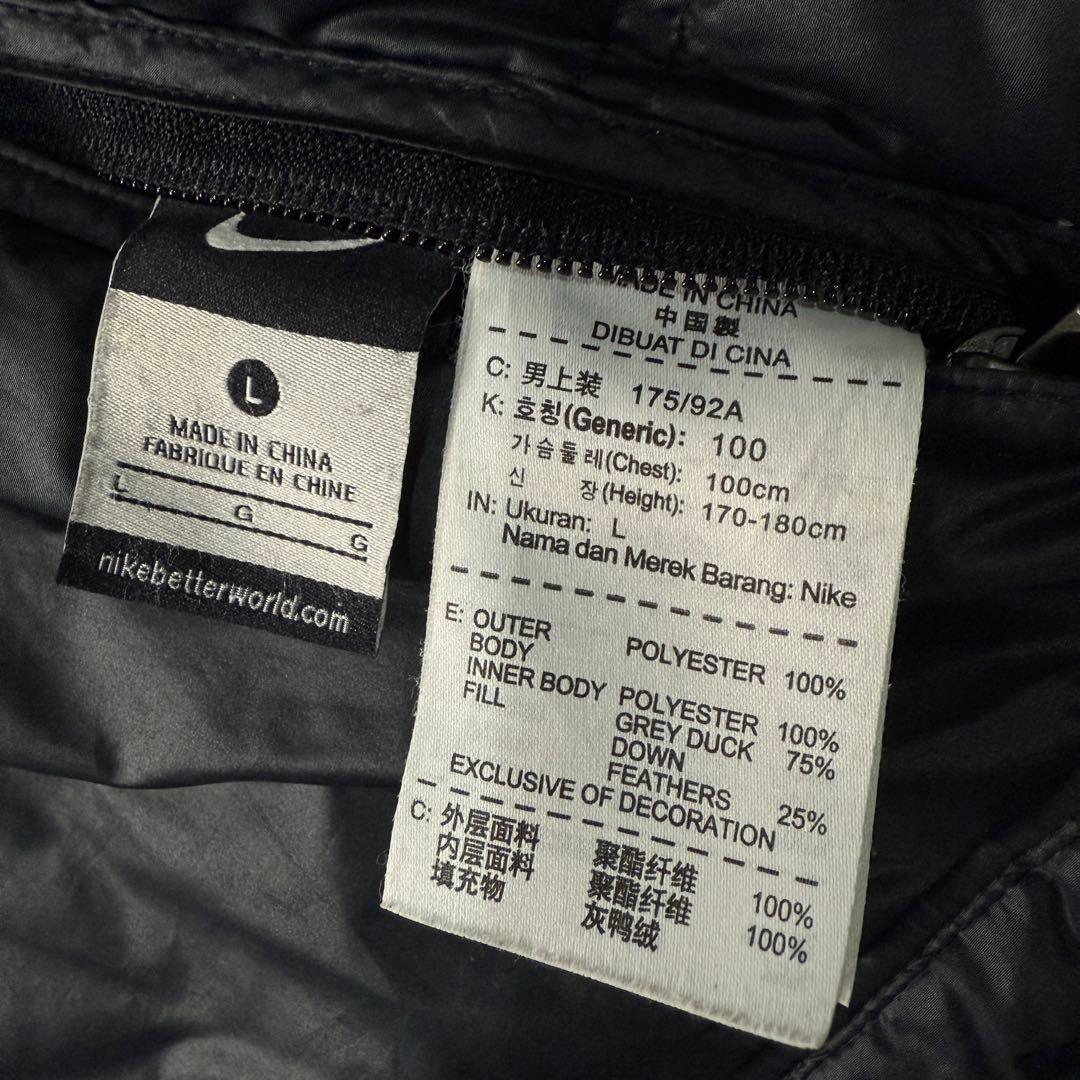 L
MADE IN CHINA
FABRIQUE EN CHINE
L
G
G
nikebetterworld.com
MADE IN CHINA
中国製
DIBUAT DI CINA
C: 男上装 175/92A
K: 호칭(Generic): 100
가슴둘레(Chest): 100cm
신 장(Height): 170-180cm
IN: Ukuran: L
Nama dan Merek Barang: Nike
E: OUTER
BODY POLYESTER 100%
INNER BODY POLYESTER 100%
FILL GREY DUCK 75%
DOWN
FEATHERS 25%
EXCLUSIVE OF DECORATION
C: 外层面料 聚酯纤维 100%
内层面料 聚酯纤维 100%
填充物 灰鸭绒